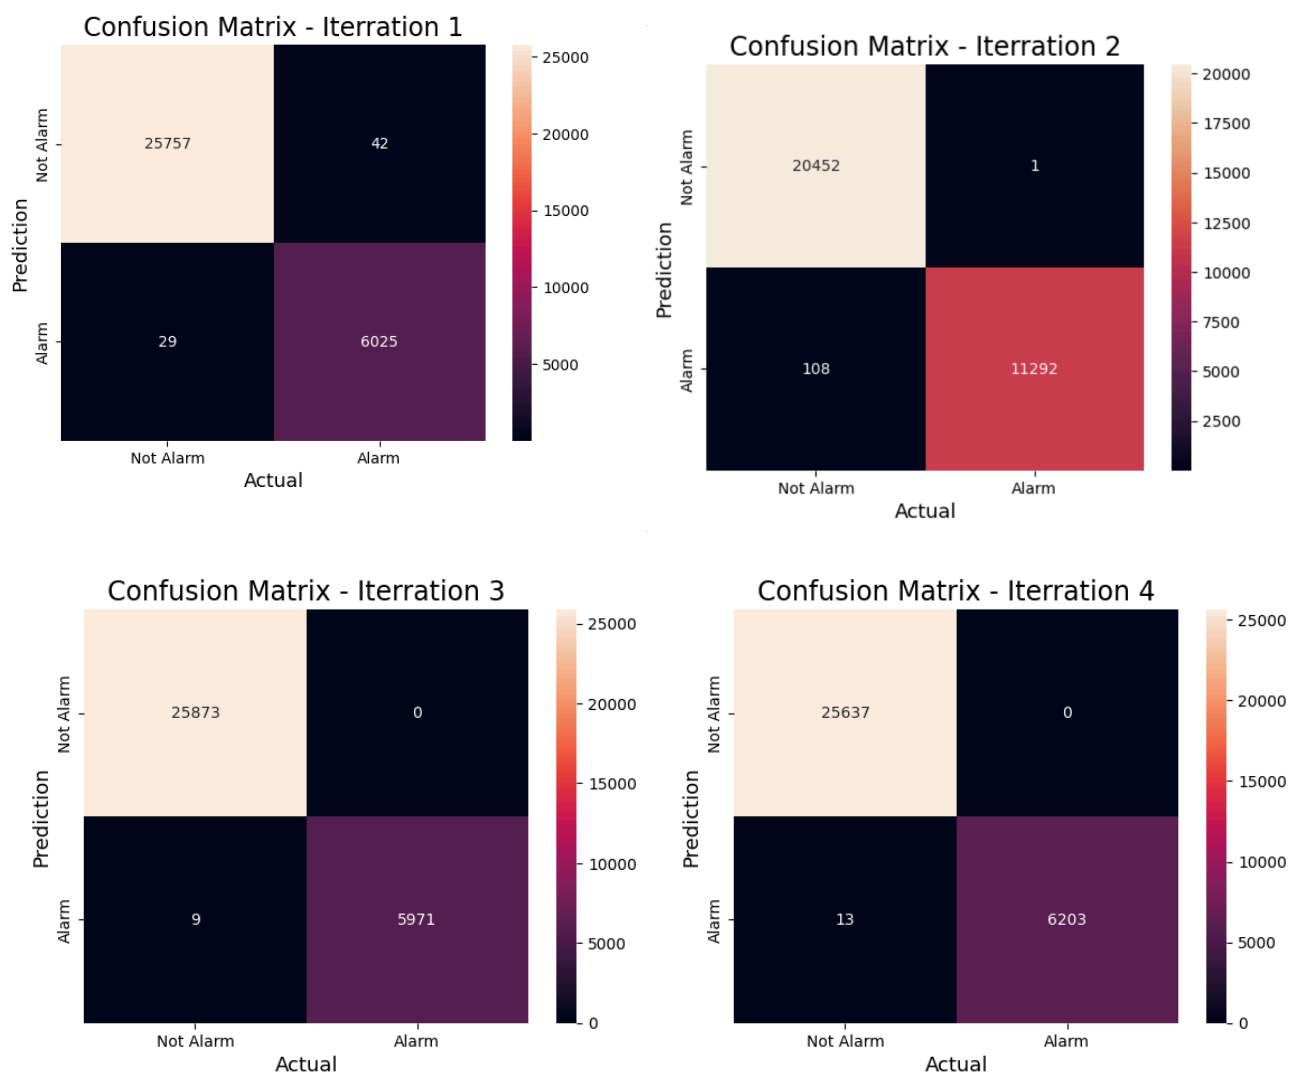 Confusion Matrix - Iterration 1
Prediction
Not Alarm
Alarm
25757
42
29
6025
Not Alarm
Alarm
Actual
25000
20000
15000
10000
5000
Confusion Matrix - Iterration 2
Prediction
Not Alarm
Alarm
20452
1
108
11292
Not Alarm
Alarm
Actual
20000
17500
15000
12500
10000
7500
5000
2500
Confusion Matrix - Iterration 3
Prediction
Not Alarm
Alarm
25873
0
9
5971
Not Alarm
Alarm
Actual
25000
20000
15000
10000
5000
0
Confusion Matrix - Iterration 4
Prediction
Not Alarm
Alarm
25637
0
13
6203
Not Alarm
Alarm
Actual
25000
20000
15000
10000
5000
0